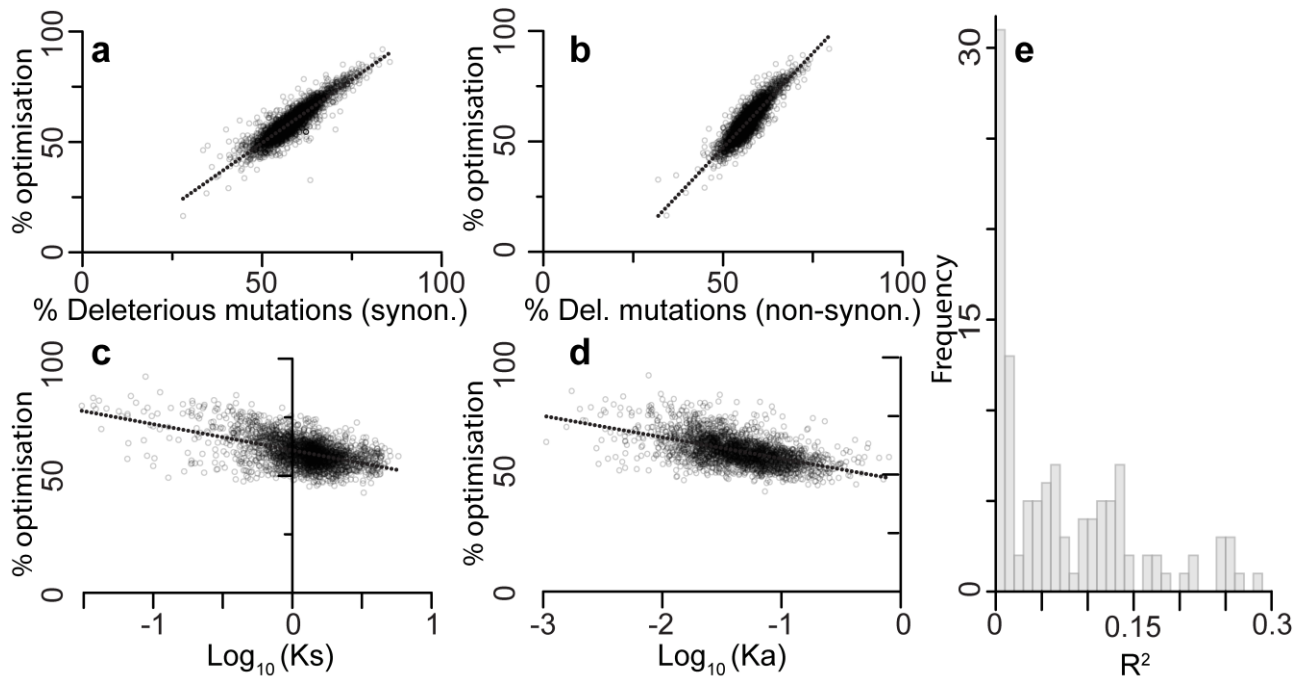 a
% optimisation
100
50
0
0
50
100
% Deleterious mutations (synon.)
b
% optimisation
100
50
0
0
50
100
% Del. mutations (non-synon.)
c
% optimisation
100
50
0
-1
0
1
Log10 (Ks)
d
% optimisation
100
50
0
-3
-2
-1
0
Log10 (Ka)
e
Frequency
30
15
0
0
0.15
0.3
R²